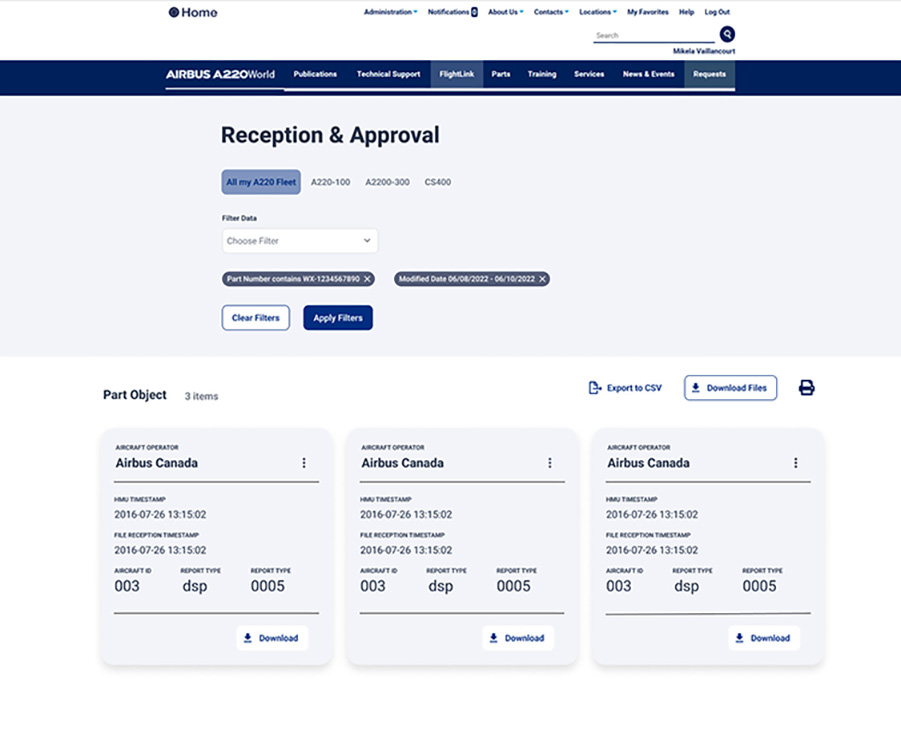 Home
Administration Notifications 0 About Us Contacts Locations My Favorites Help Log Out
Search
Mikela Vaillancourt
AIRBUS A220World Publications Technical Support FlightLink Parts Training Services News & Events Requests
Reception & Approval
All my A220 Fleet A220-100 A2200-300 CS400
Filter Data
Choose Filter
Part Number contains WX-1234567890 Modified Date 06/08/2022 - 06/10/2022
Clear Filters Apply Filters
Part Object 3 items Export to CSV Download Files
AIRCRAFT OPERATOR AIRCRAFT OPERATOR AIRCRAFT OPERATOR
Airbus Canada Airbus Canada Airbus Canada
HMU TIMESTAMP HMU TIMESTAMP HMU TIMESTAMP
2016-07-26 13:15:02 2016-07-26 13:15:02 2016-07-26 13:15:02
FILE RECEPTION TIMESTAMP FILE RECEPTION TIMESTAMP FILE RECEPTION TIMESTAMP
2016-07-26 13:15:02 2016-07-26 13:15:02 2016-07-26 13:15:02
AIRCRAFT ID REPORT TYPE REPORT TYPE AIRCRAFT ID REPORT TYPE REPORT TYPE AIRCRAFT ID REPORT TYPE REPORT TYPE
003 dsp 0005 003 dsp 0005 003 dsp 0005
Download Download Download